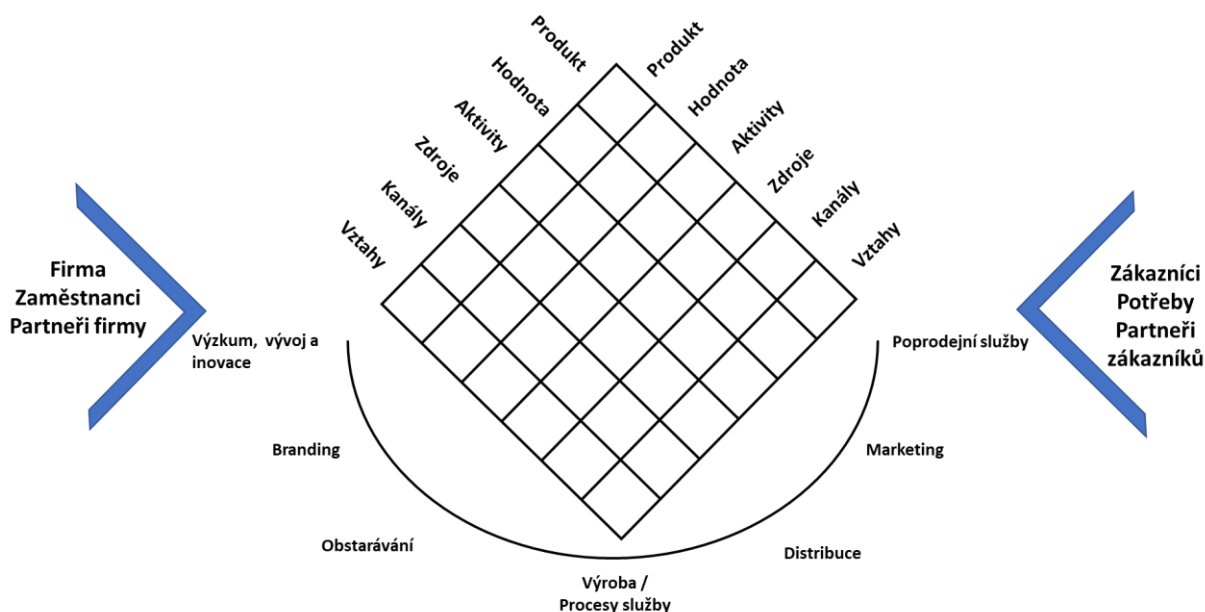 Produkt
Hodnota
Aktivity
Zdroje
Kanály
Vztahy
Produkt
Hodnota
Aktivity
Zdroje
Kanály
Vztahy
Firma
Zaměstnanci
Partneři firmy
Zákazníci
Potřeby
Partneři
zákazníků
Výzkum, vývoj a
inovace
Branding
Obstarávání
Výroba /
Procesy služby
Distribuce
Marketing
Poprodejní služby